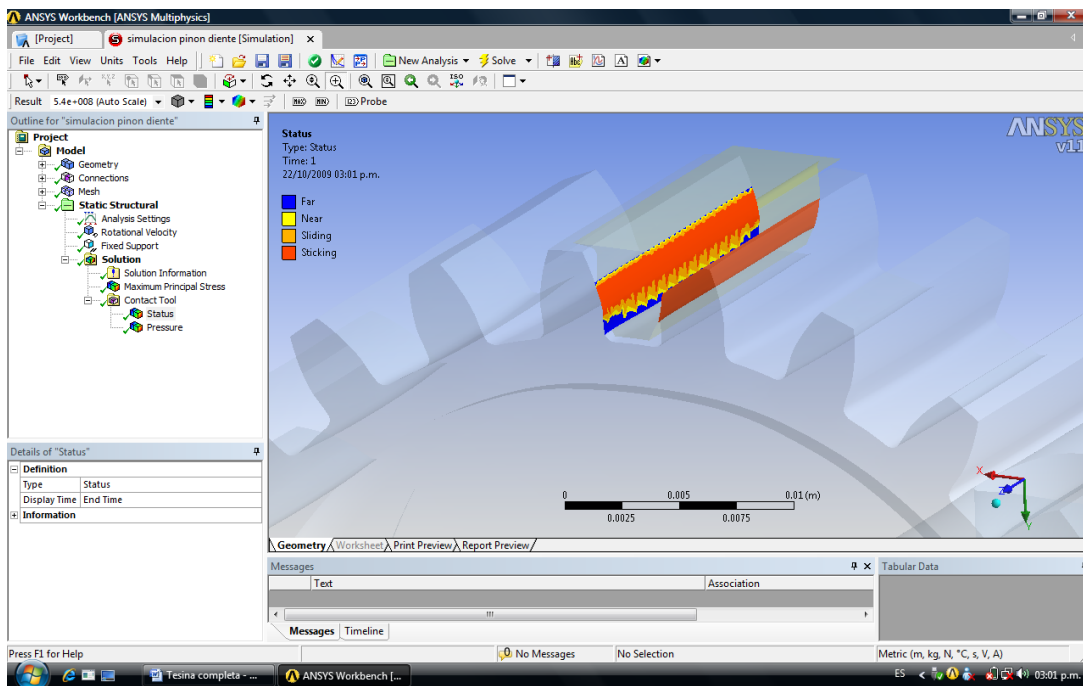 ANSYS Workbench [ANSYS Multiphysics]
[Project]
simulacion pinon diente [Simulation]
File Edit View Units Tools Help
New Analysis
Solve
Result 5.4e+008 (Auto Scale)
MAX
MIN
Probe
Outline for "simulacion pinon diente"
Project
Model
Geometry
Connections
Mesh
Static Structural
Analysis Settings
Rotational Velocity
Fixed Support
Solution
Solution Information
Maximum Principal Stress
Contact Tool
Status
Pressure
Status
Type: Status
Time: 1
22/10/2009 03:01 p.m.
Far
Near
Sliding
Sticking
ANSYS
v11
0 0.005 0.01 (m)
0.0025 0.0075
X
Z
Y
Details of "Status"
Definition
Type Status
Display Time End Time
Information
Geometry Worksheet Print Preview Report Preview
Messages
Text Association
Messages Timeline
Tabular Data
Press F1 for Help
0 No Messages
No Selection
Metric (m, kg, N, °C, s, V, A)
Tesina completa - ...
ANSYS Workbench [...
ES
03:01 p.m.